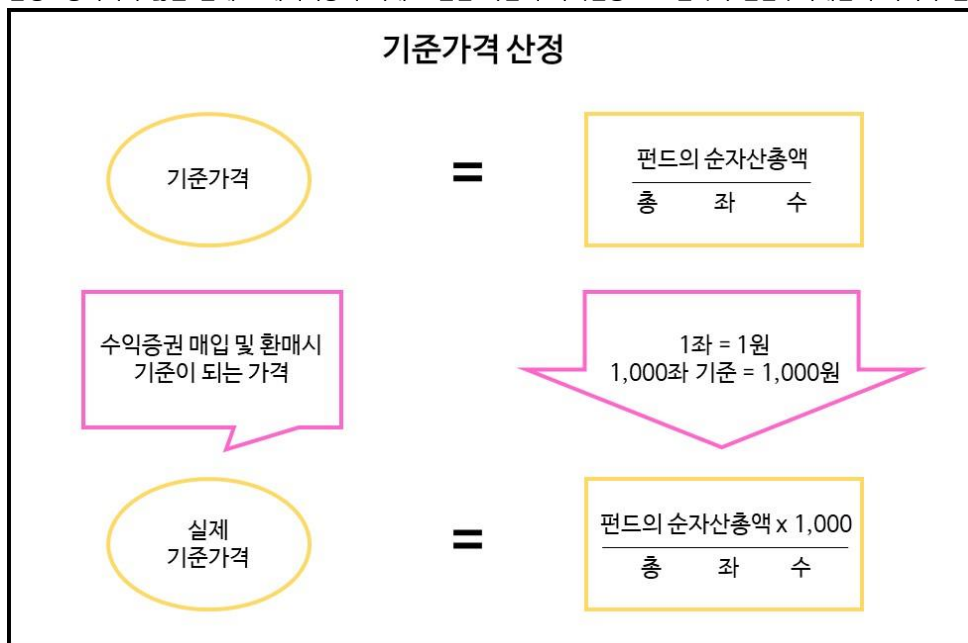 기준가격 산정
기준가격
=
펀드의 순자산총액
총 좌 수
수익증권 매입 및 환매시
기준이 되는 가격
1좌 = 1원
1,000좌 기준 = 1,000원
실제
기준가격
=
펀드의 순자산총액 x 1,000
총 좌 수